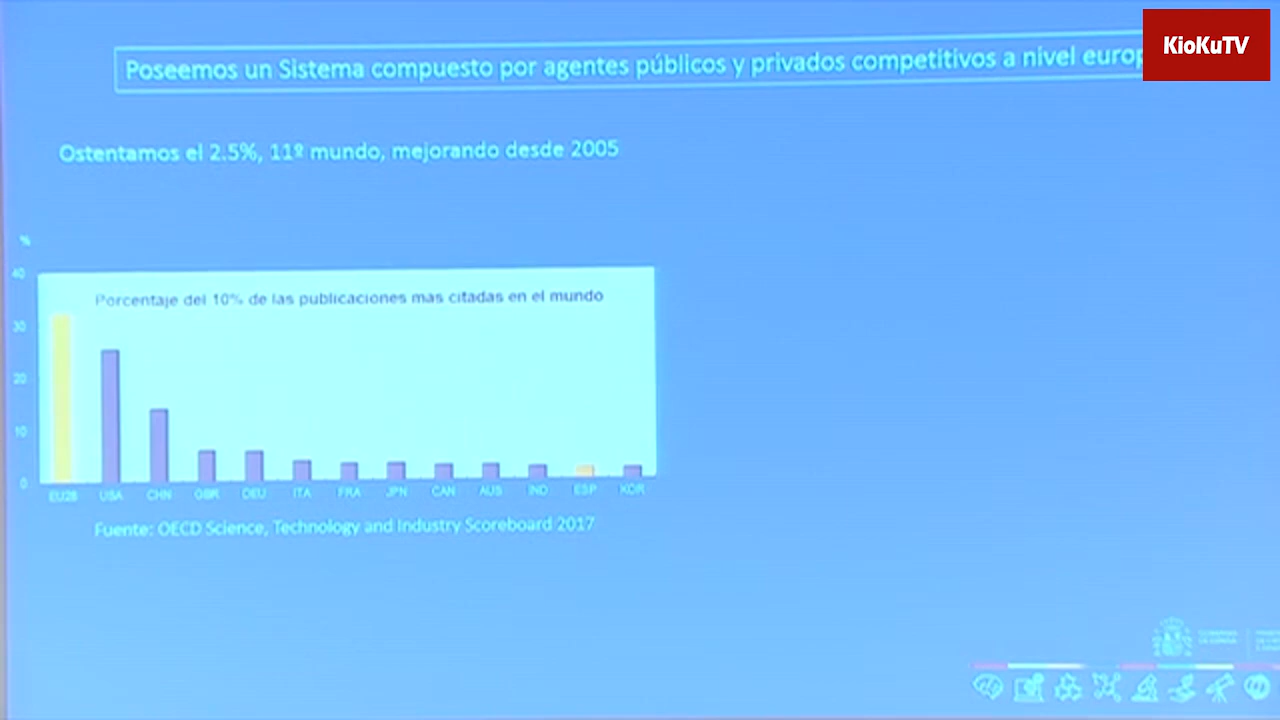 KioKuTV
Poseemos un Sistema compuesto por agentes públicos y privados competitivos a nivel europ
Ostentamos el 2.5%, 11º mundo, mejorando desde 2005
%
40
Porcentaje del 10% de las publicaciones mas citadas en el mundo
30
20
10
0
EU28 USA CHN GBR DEU ITA FRA JPN CAN AUS IND ESP KOR
Fuente: OECD Science, Technology and Industry Scoreboard 2017
GOBIERNO
DE ESPAÑA